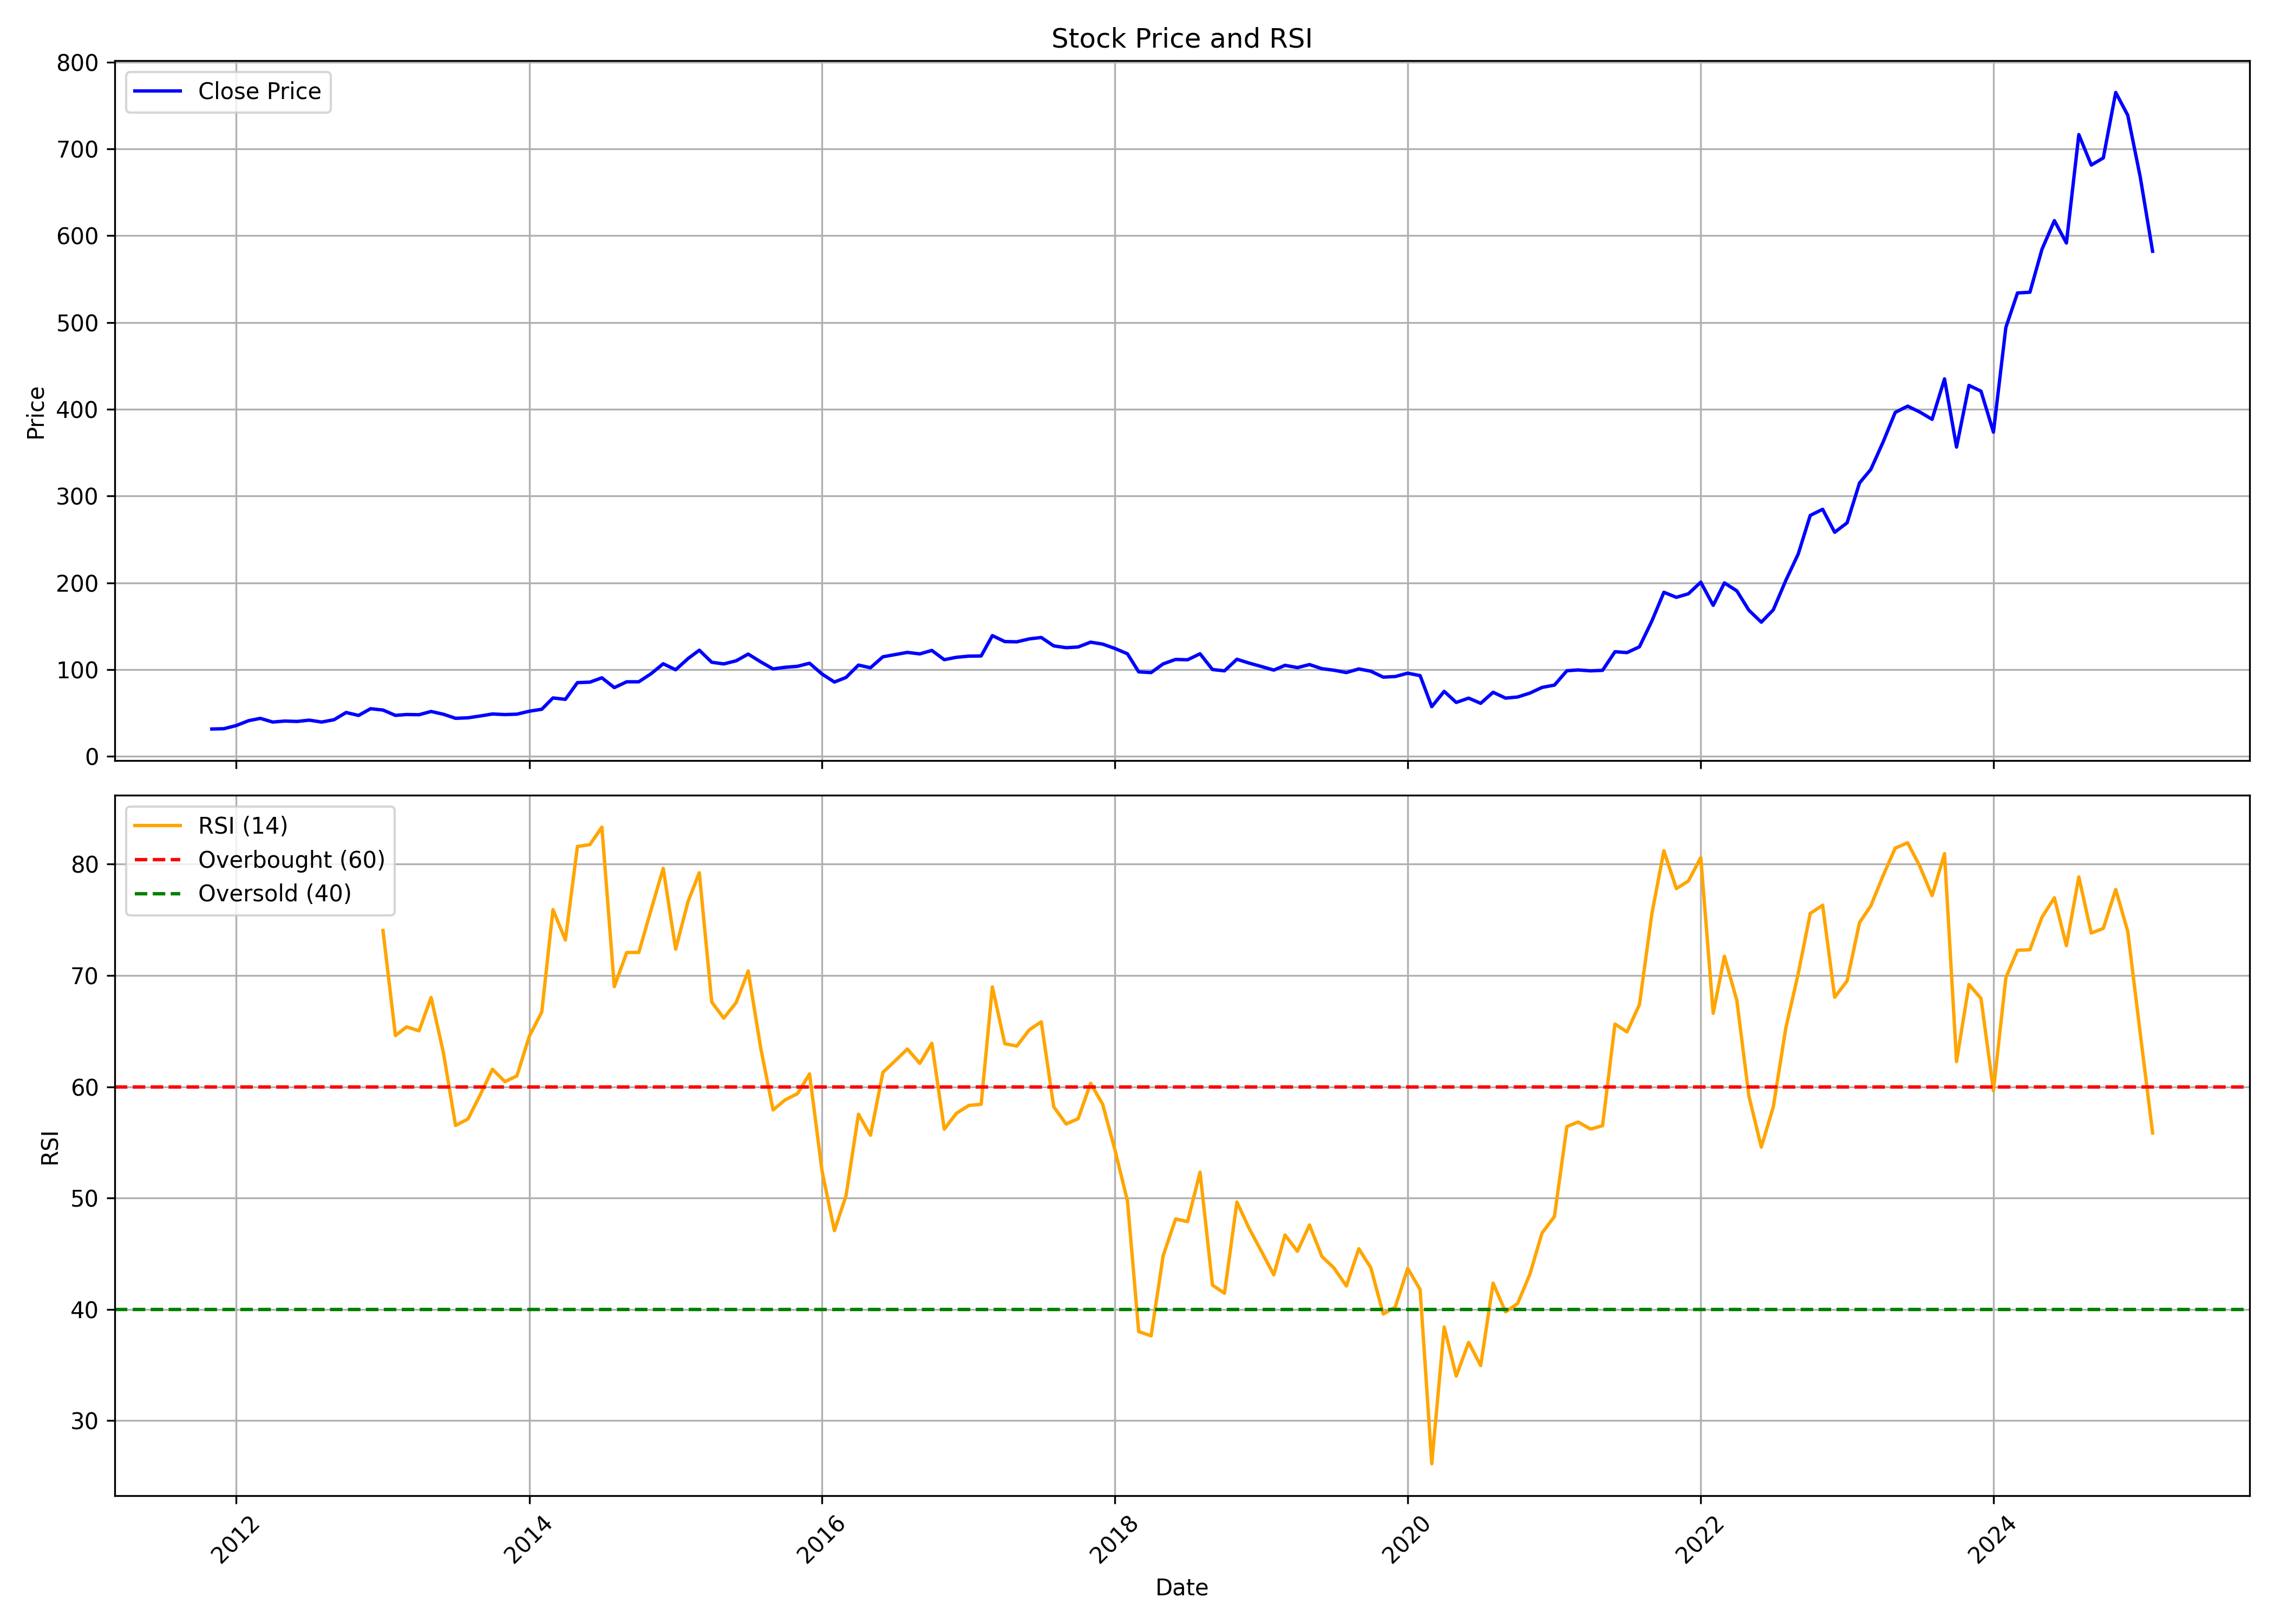 Stock Price and RSI
800
700
600
500
400
300
200
100
0
Price
Close Price
80
70
60
50
40
30
RSI
RSI (14)
Overbought (60)
Oversold (40)
2012
2014
2016
2018
2020
2022
2024
Date